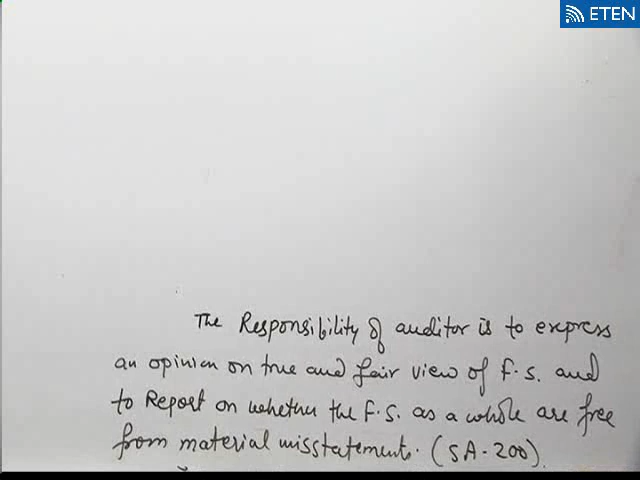 ETEN
The Responsibility of auditor is to express
an opinion on true and fair view of F.S. and
to Report on whether the F.S. as a whole are free
from material misstatements. (SA-200)